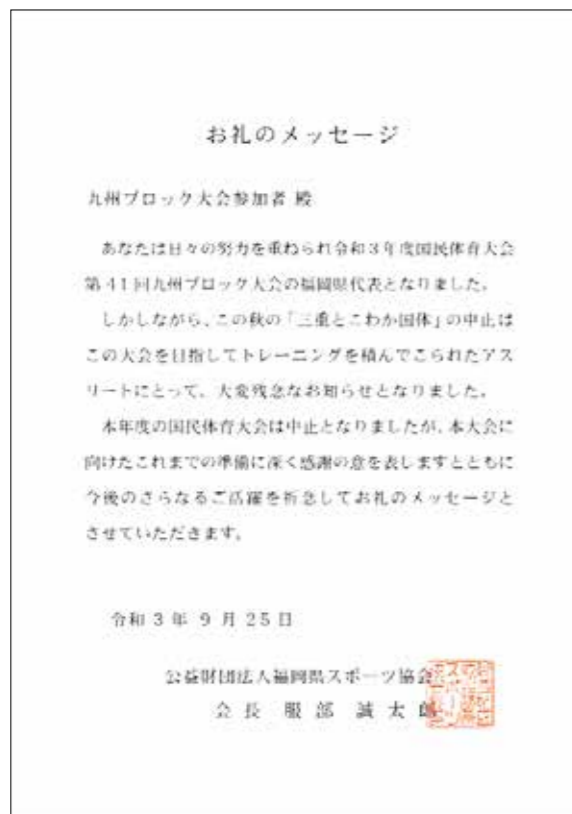 お礼のメッセージ
九州ブロック大会参加者 殿
あなたは日々の努力を重ねられ令和3年度国民体育大会
第41回九州ブロック大会の福岡県代表となりました。
しかしながら、この秋の「三重とこわか国体」の中止は
この大会を目指してトレーニングを積んでこられたアス
リートにとって、大変残念なお知らせとなりました。
本年度の国民体育大会は中止となりましたが、本大会に
向けたこれまでの準備に深く感謝の意を表しますとともに
今後のさらなるご活躍を祈念してお礼のメッセージと
させていただきます。
令和3年9月25日
公益財団法人福岡県スポーツ協会
会長 服部 誠太郎